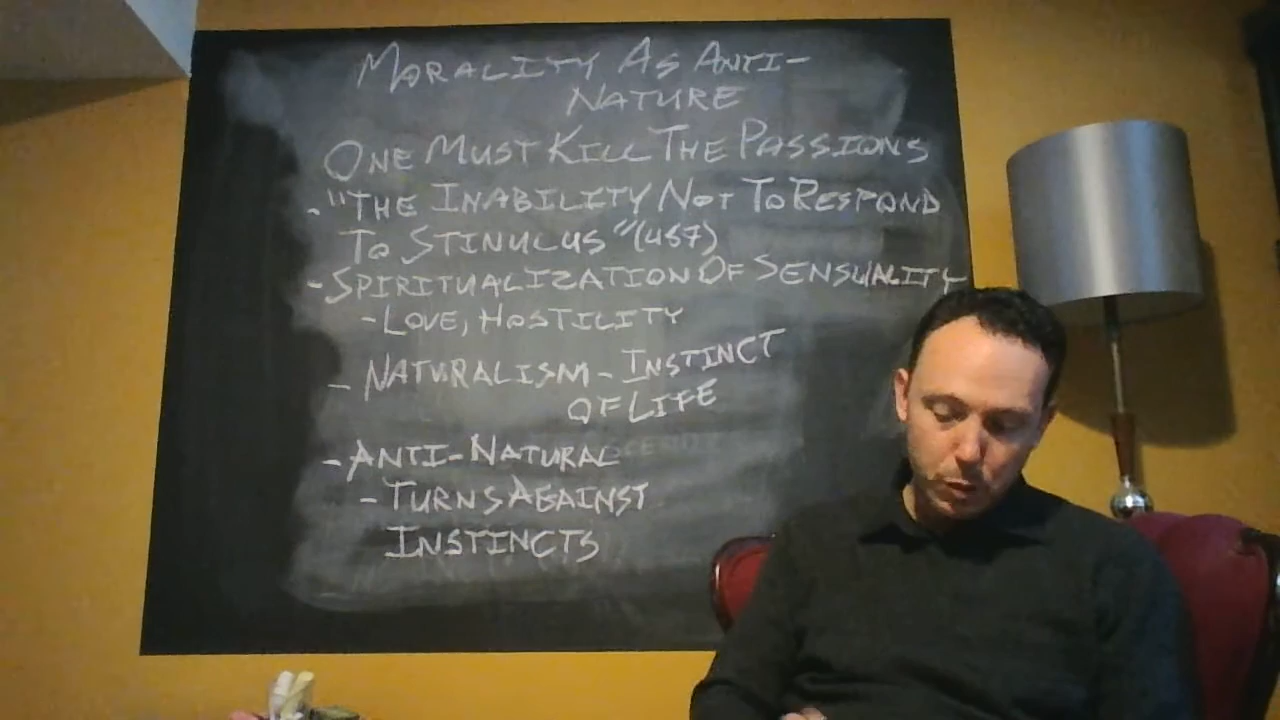 MORALITY AS ANTI-
NATURE
ONE MUST KILL THE PASSIONS
- "THE INABILITY NOT TO RESPOND
TO STINULUS" (487)
- SPIRITUALIZATION OF SENSUALITY
- LOVE, HOSTILITY
- NATURALISM - INSTINCT
OF LIFE
- ANTI-NATURAL
- TURNS AGAINST
INSTINCTS